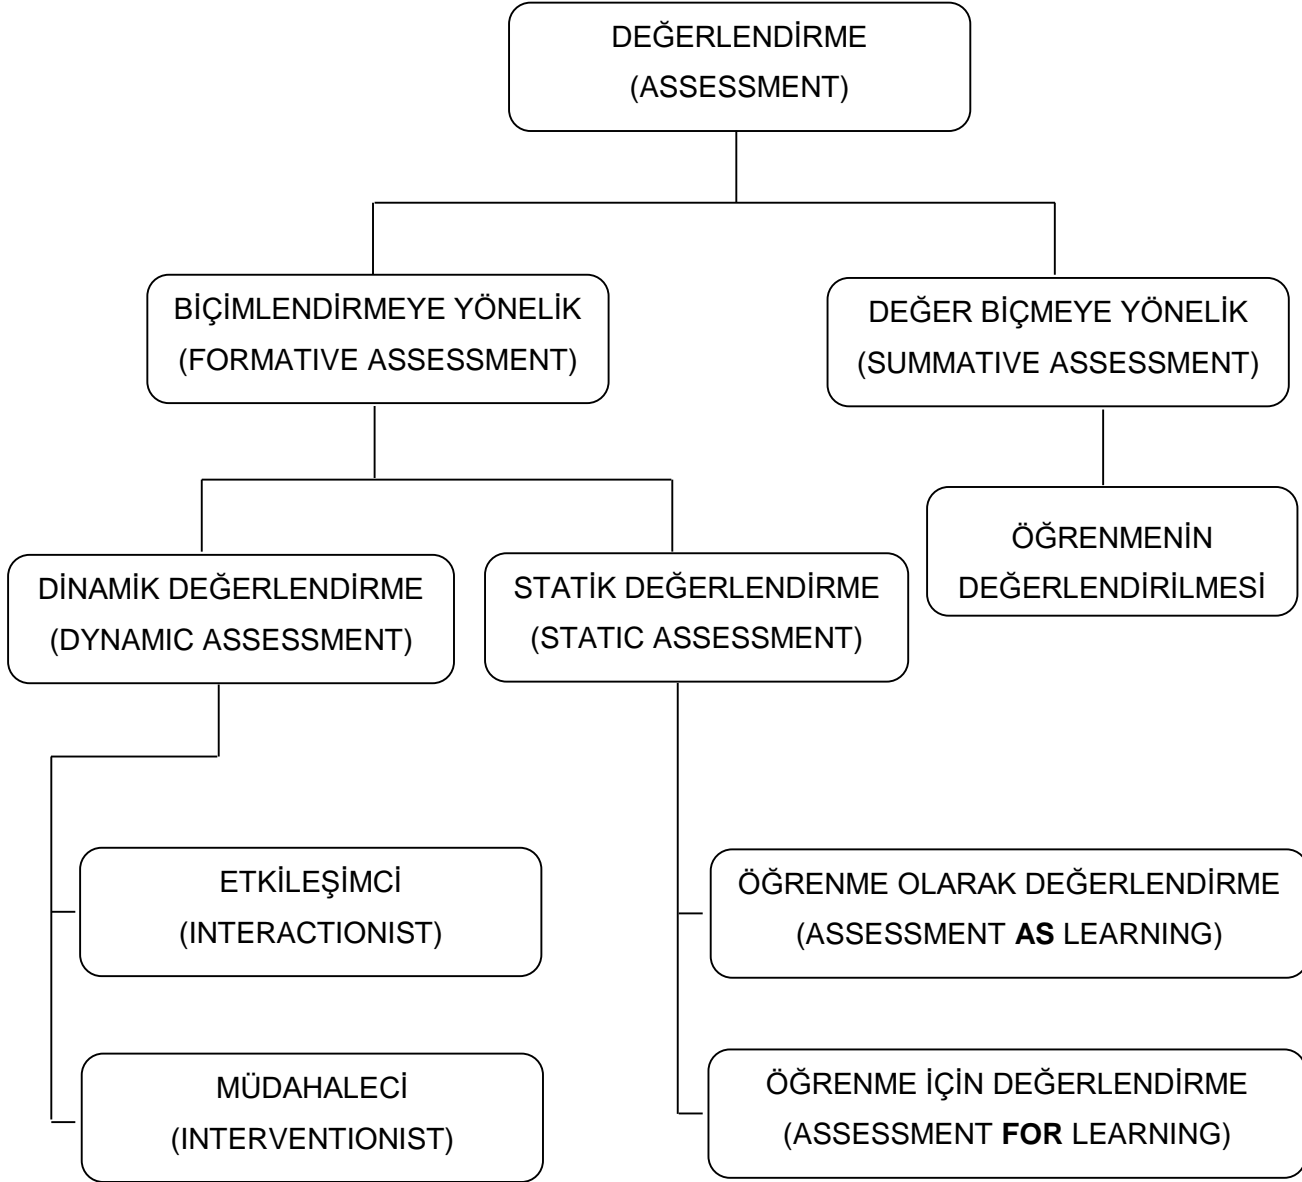 DEĞERLENDİRME
(ASSESSMENT)
BİÇİMLENDİRMEYE YÖNELİK
(FORMATIVE ASSESSMENT)
DEĞER BİÇMEYE YÖNELİK
(SUMMATIVE ASSESSMENT)
DİNAMİK DEĞERLENDİRME
(DYNAMIC ASSESSMENT)
STATİK DEĞERLENDİRME
(STATIC ASSESSMENT)
ÖĞRENMENİN
DEĞERLENDİRİLMESİ
ETKİLEŞİMCİ
(INTERACTIONIST)
ÖĞRENME OLARAK DEĞERLENDİRME
(ASSESSMENT AS LEARNING)
MÜDAHALECİ
(INTERVENTIONIST)
ÖĞRENME İÇİN DEĞERLENDİRME
(ASSESSMENT FOR LEARNING)